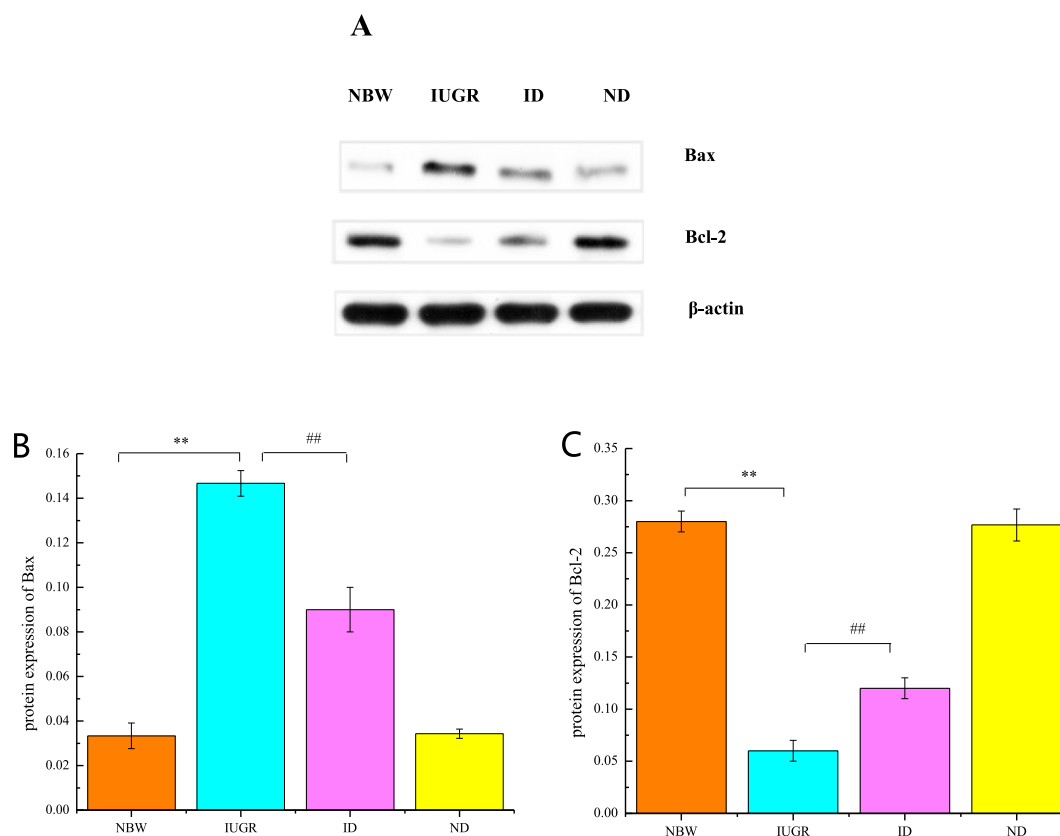 A
NBW IUGR ID ND
Bax
Bcl-2
β-actin
B
** ##
protein expression of Bax
0.16
0.14
0.12
0.10
0.08
0.06
0.04
0.02
0.00
NBW IUGR ID ND
C
**
##
protein expression of Bcl-2
0.35
0.30
0.25
0.20
0.15
0.10
0.05
0.00
NBW IUGR ID ND